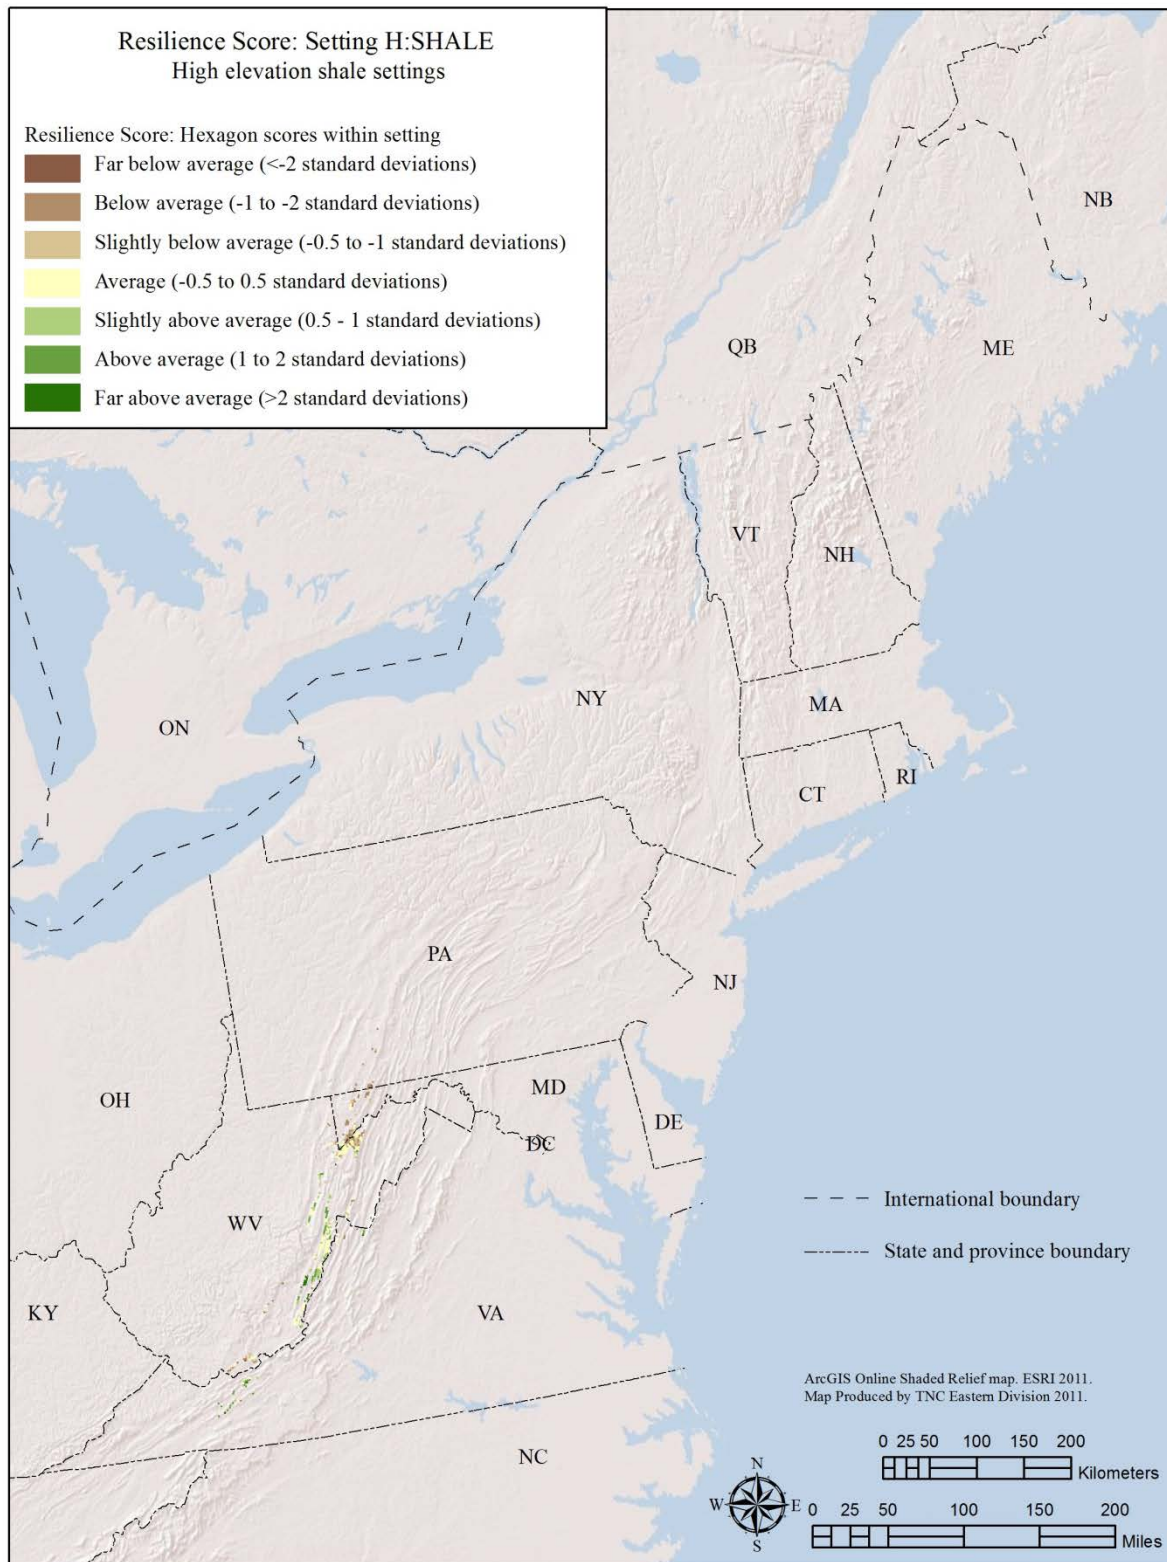 Resilience Score: Setting H:SHALE
High elevation shale settings
Resilience Score: Hexagon scores within setting
Far below average (<-2 standard deviations)
Below average (-1 to -2 standard deviations)
Slightly below average (-0.5 to -1 standard deviations)
Average (-0.5 to 0.5 standard deviations)
Slightly above average (0.5 - 1 standard deviations)
Above average (1 to 2 standard deviations)
Far above average (>2 standard deviations)
NB
QB
ME
VT
NH
NY
MA
ON
RI
CT
PA
NJ
MD
OH
DE
DC
International boundary
WV
State and province boundary
KY
VA
ArcGIS Online Shaded Relief map. ESRI 2011.
Map Produced by TNC Eastern Division 2011.
NC
0 25 50 100 150 200
Kilometers
N
W E
S
0 25 50 100 150 200
Miles